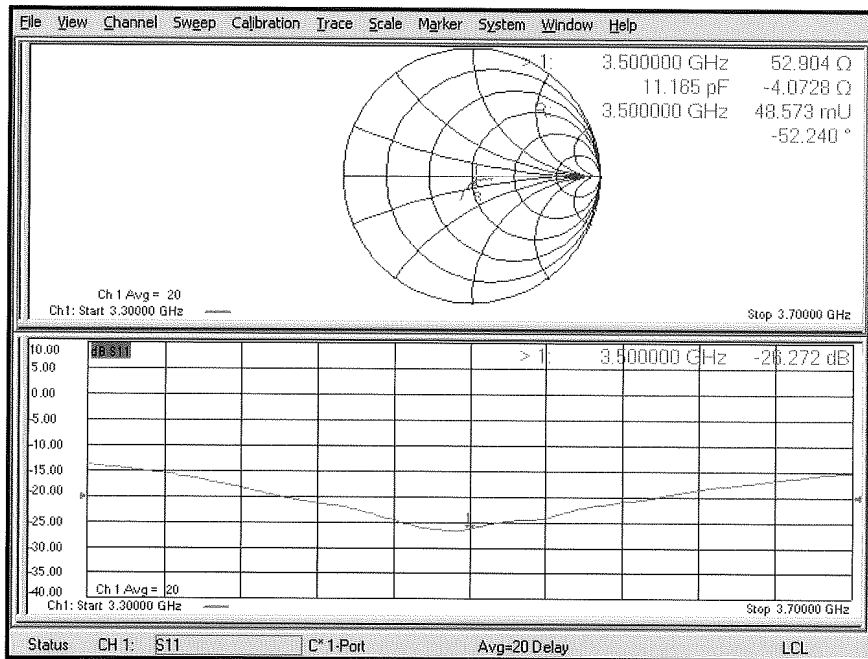 File View Channel Sweep Calibration Trace Scale Marker System Window Help
> 1: 3.500000 GHz 52.904 Ω
11.165 pF -4.0728 Ω
3.500000 GHz 48.573 mU
-52.240 °
Ch 1 Avg = 20
Ch1: Start 3.30000 GHz
Stop 3.70000 GHz
dB S11
> 1: 3.500000 GHz -26.272 dB
10.00
5.00
0.00
-5.00
-10.00
-15.00
-20.00
-25.00
-30.00
-35.00
-40.00
Ch 1 Avg = 20
Ch1: Start 3.30000 GHz
Stop 3.70000 GHz
Status CH 1: S11 C* 1-Port Avg=20 Delay LCL